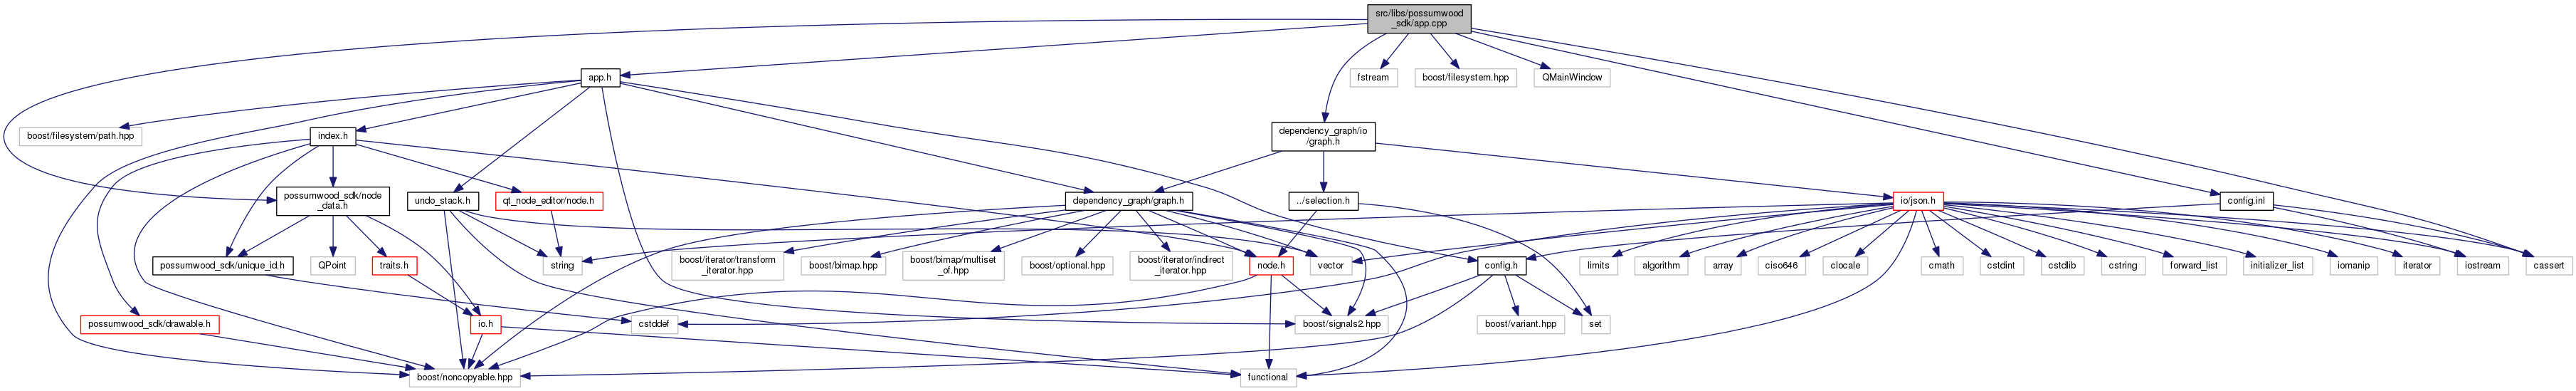 src/libs/possumwood
_sdk/app.cpp
app.h
fstream
boost/filesystem.hpp
QMainWindow
boost/filesystem/path.hpp
index.h
dependency_graph/io
/graph.h
possumwood_sdk/node
_data.h
undo_stack.h
qt_node_editor/node.h
dependency_graph/graph.h
../selection.h
io/json.h
config.inl
possumwood_sdk/unique_id.h
QPoint
traits.h
string
boost/iterator/transform
_iterator.hpp
boost/bimap.hpp
boost/bimap/multiset
_of.hpp
boost/optional.hpp
boost/iterator/indirect
_iterator.hpp
node.h
vector
config.h
limits
algorithm
array
ciso646
clocale
cmath
cstdint
cstdlib
cstring
forward_list
initializer_list
iomanip
iterator
iostream
cassert
possumwood_sdk/drawable.h
io.h
cstddef
boost/signals2.hpp
boost/variant.hpp
set
boost/noncopyable.hpp
functional